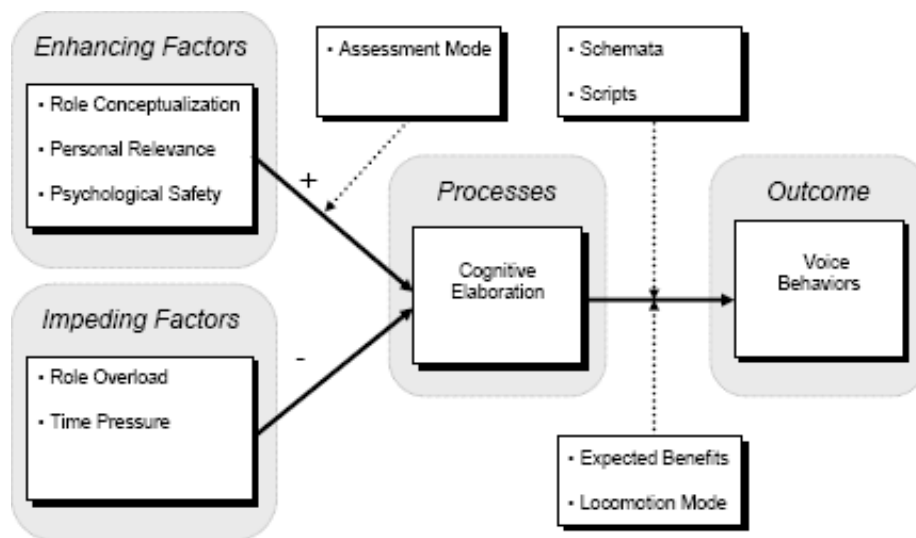 Enhancing Factors
▪ Role Conceptualization
▪ Personal Relevance
▪ Psychological Safety
▪ Assessment Mode
▪ Schemata
▪ Scripts
+
Processes
Cognitive
Elaboration
Outcome
Voice
Behaviors
Impeding Factors
▪ Role Overload
▪ Time Pressure
-
▪ Expected Benefits
▪ Locomotion Mode